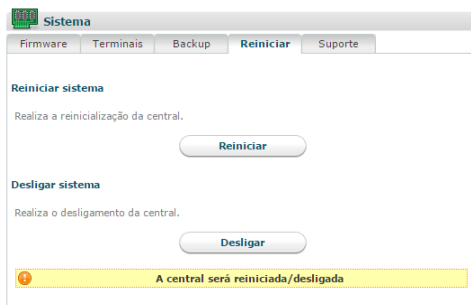 Sistema
Firmware Terminais Backup Reiniciar Suporte
Reiniciar sistema
Realiza a reinicialização da central.
Reiniciar
Desligar sistema
Realiza o desligamento da central.
Desligar
A central será reiniciada/desligada